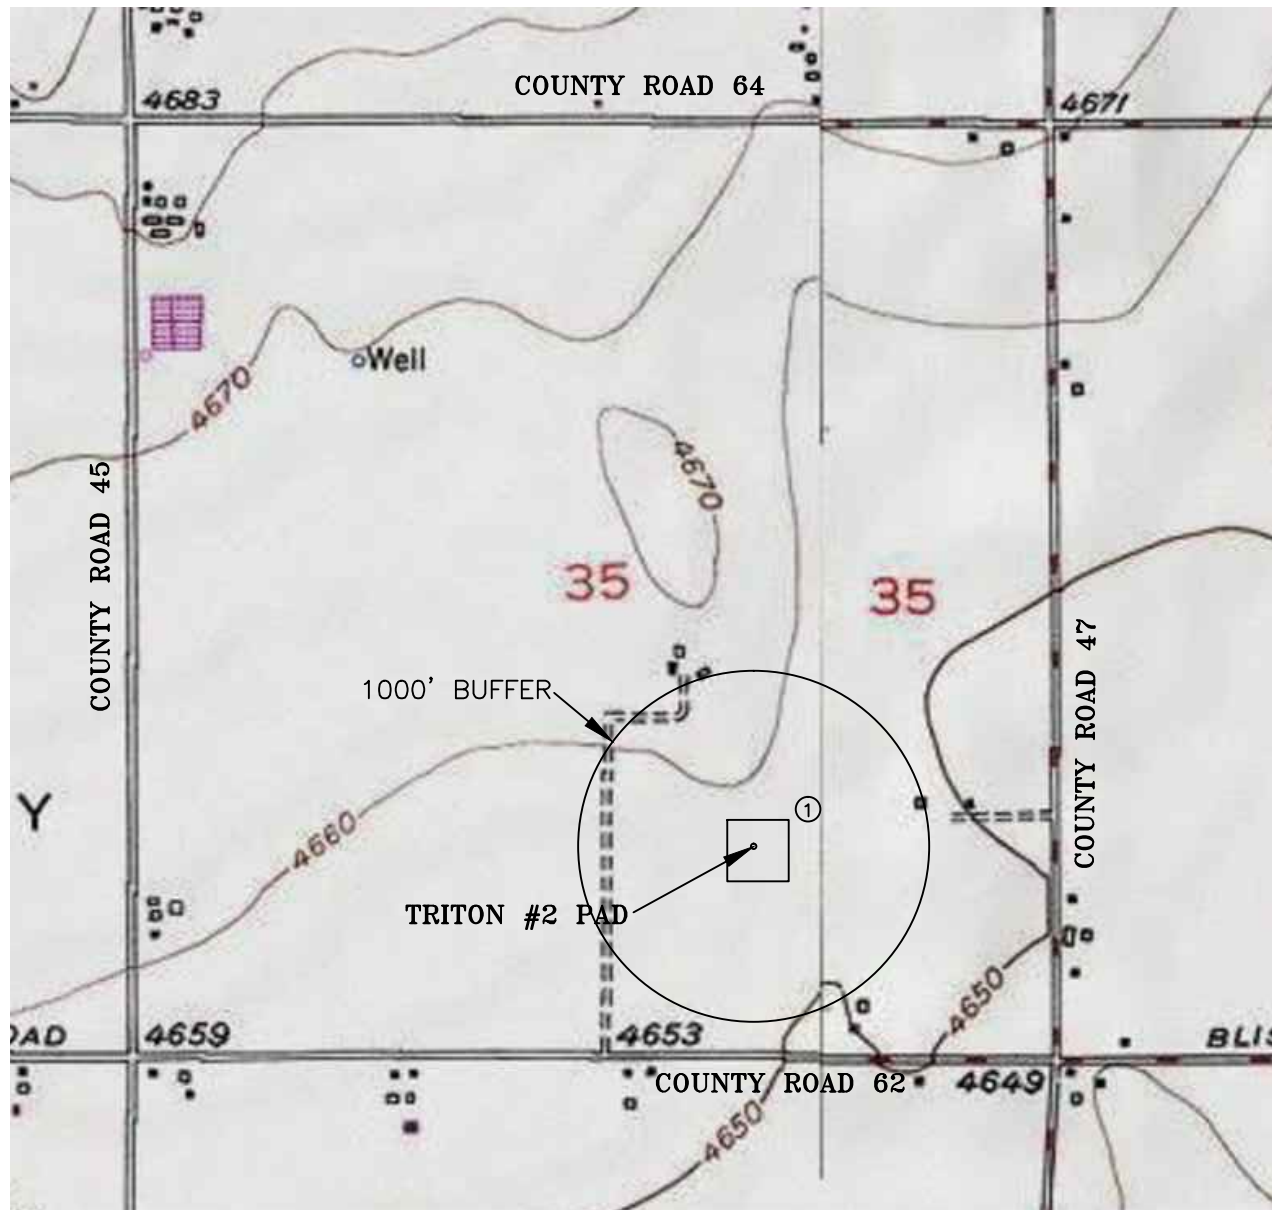 COUNTY ROAD 64
4683
4671
Well
4670
4670
COUNTY ROAD 45
35
35
COUNTY ROAD 47
1000' BUFFER
Y
1
4660
TRITON #2 PAD
4650
OAD
4659
4653
BLIS
COUNTY ROAD 62
4649
4650